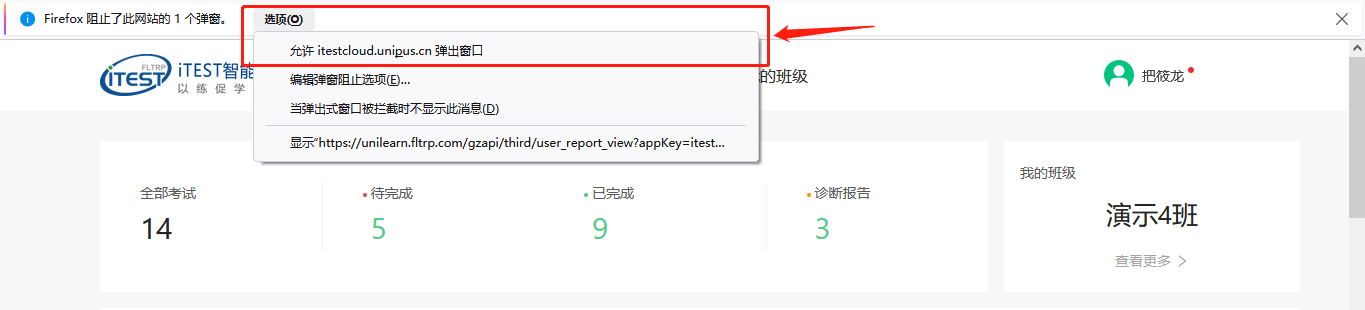 Firefox 阻止了此网站的 1 个弹窗。 选项(O)
允许 itestcloud.unipus.cn 弹出窗口
编辑弹窗阻止选项(E)...
当弹出式窗口被拦截时不显示此消息(D)
显示“https://unilearn.fltrp.com/gzapi/third/user_report_view?appKey=itest...
FLTRP
iTEST iTEST智能
以练促学
的班级
把筱龙
全部考试 待完成 已完成 诊断报告
14 5 9 3
我的班级
演示4班
查看更多